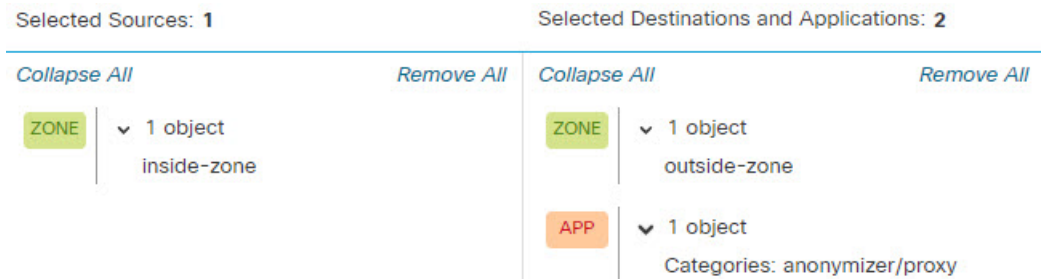 Selected Sources: 1
Selected Destinations and Applications: 2
Collapse All Remove All
Collapse All Remove All
ZONE 1 object
inside-zone
ZONE 1 object
outside-zone
APP 1 object
Categories: anonymizer/proxy